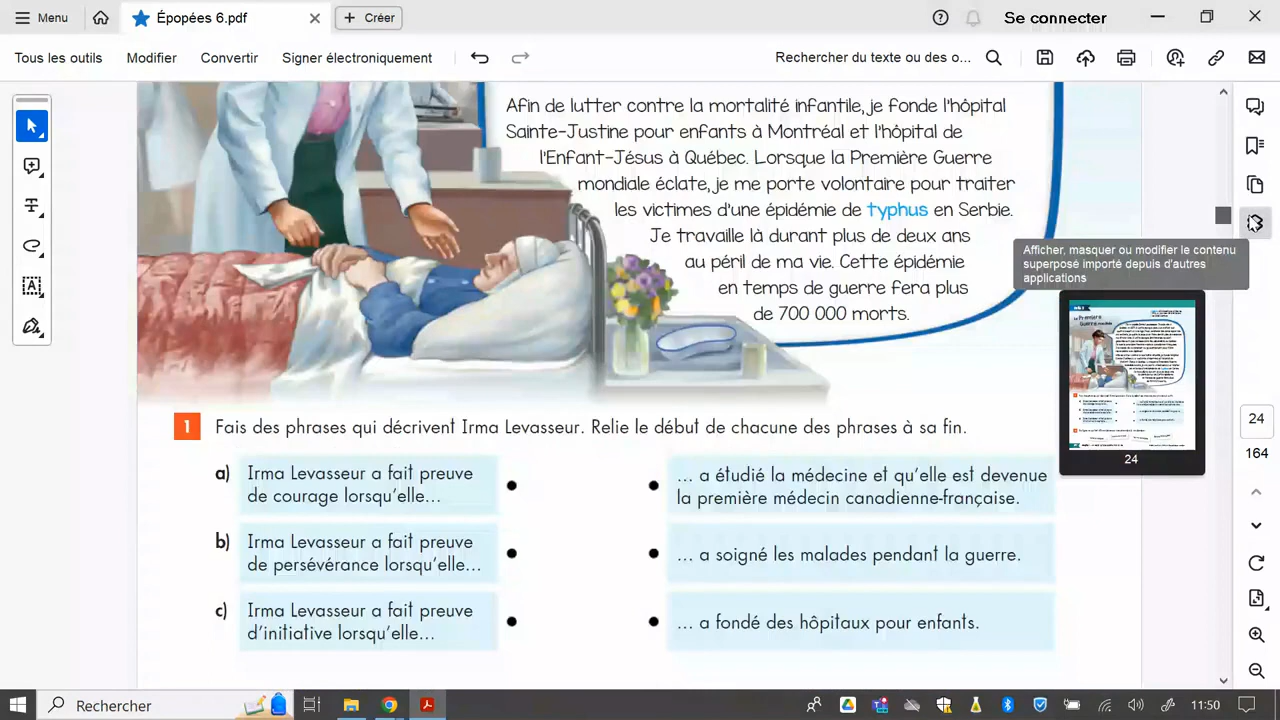 Menu
Épopées 6.pdf
Créer
Se connecter
Tous les outils
Modifier
Convertir
Signer électroniquement
Rechercher du texte ou des o...
Afin de lutter contre la mortalité infantile, je fonde l'hôpital
Sainte-Justine pour enfants à Montréal et l'hôpital de
l'Enfant-Jésus à Québec. Lorsque la Première Guerre
mondiale éclate, je me porte volontaire pour traiter
les victimes d'une épidémie de typhus en Serbie.
Je travaille là durant plus de deux ans
au péril de ma vie. Cette épidémie
en temps de guerre fera plus
de 700 000 morts.
Afficher, masquer ou modifier le contenu
superposé importé depuis d'autres
applications
24
24
164
1 Fais des phrases qui décrivent Irma Levasseur. Relie le début de chacune des phrases à sa fin.
a) Irma Levasseur a fait preuve
de courage lorsqu'elle...
... a étudié la médecine et qu'elle est devenue
la première médecin canadienne-française.
b) Irma Levasseur a fait preuve
de persévérance lorsqu'elle...
... a soigné les malades pendant la guerre.
c) Irma Levasseur a fait preuve
d'initiative lorsqu'elle...
... a fondé des hôpitaux pour enfants.
Rechercher
11:50